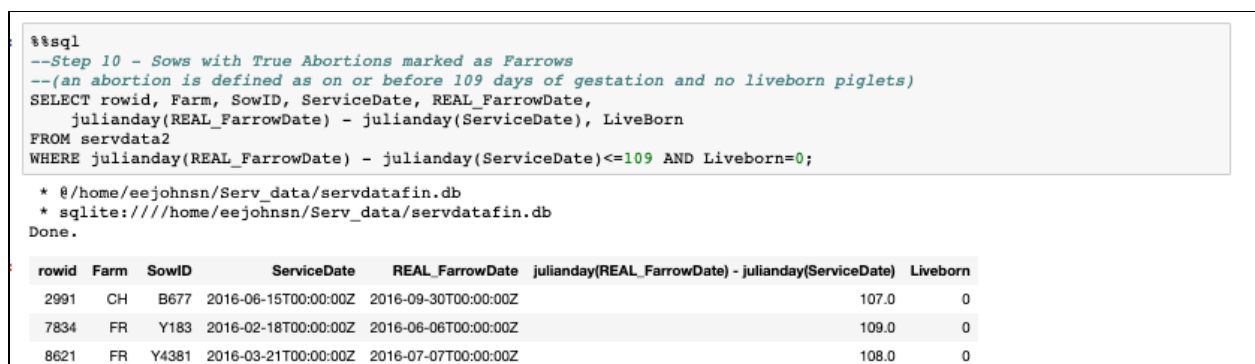 %%sql
--Step 10 - Sows with True Abortions marked as Farrows
--(an abortion is defined as on or before 109 days of gestation and no liveborn piglets)
SELECT rowid, Farm, SowID, ServiceDate, REAL_FarrowDate,
julianday(REAL_FarrowDate) - julianday(ServiceDate), LiveBorn
FROM servdata2
WHERE julianday(REAL_FarrowDate) - julianday(ServiceDate)<=109 AND Liveborn=0;
* @/home/eejohnsn/Serv_data/servdatafin.db
* sqlite:////home/eejohnsn/Serv_data/servdatafin.db
Done.
rowid Farm SowID ServiceDate REAL_FarrowDate julianday(REAL_FarrowDate) - julianday(ServiceDate) Liveborn
2991 CH B677 2016-06-15T00:00:00Z 2016-09-30T00:00:00Z 107.0 0
7834 FR Y183 2016-02-18T00:00:00Z 2016-06-06T00:00:00Z 109.0 0
8621 FR Y4381 2016-03-21T00:00:00Z 2016-07-07T00:00:00Z 108.0 0